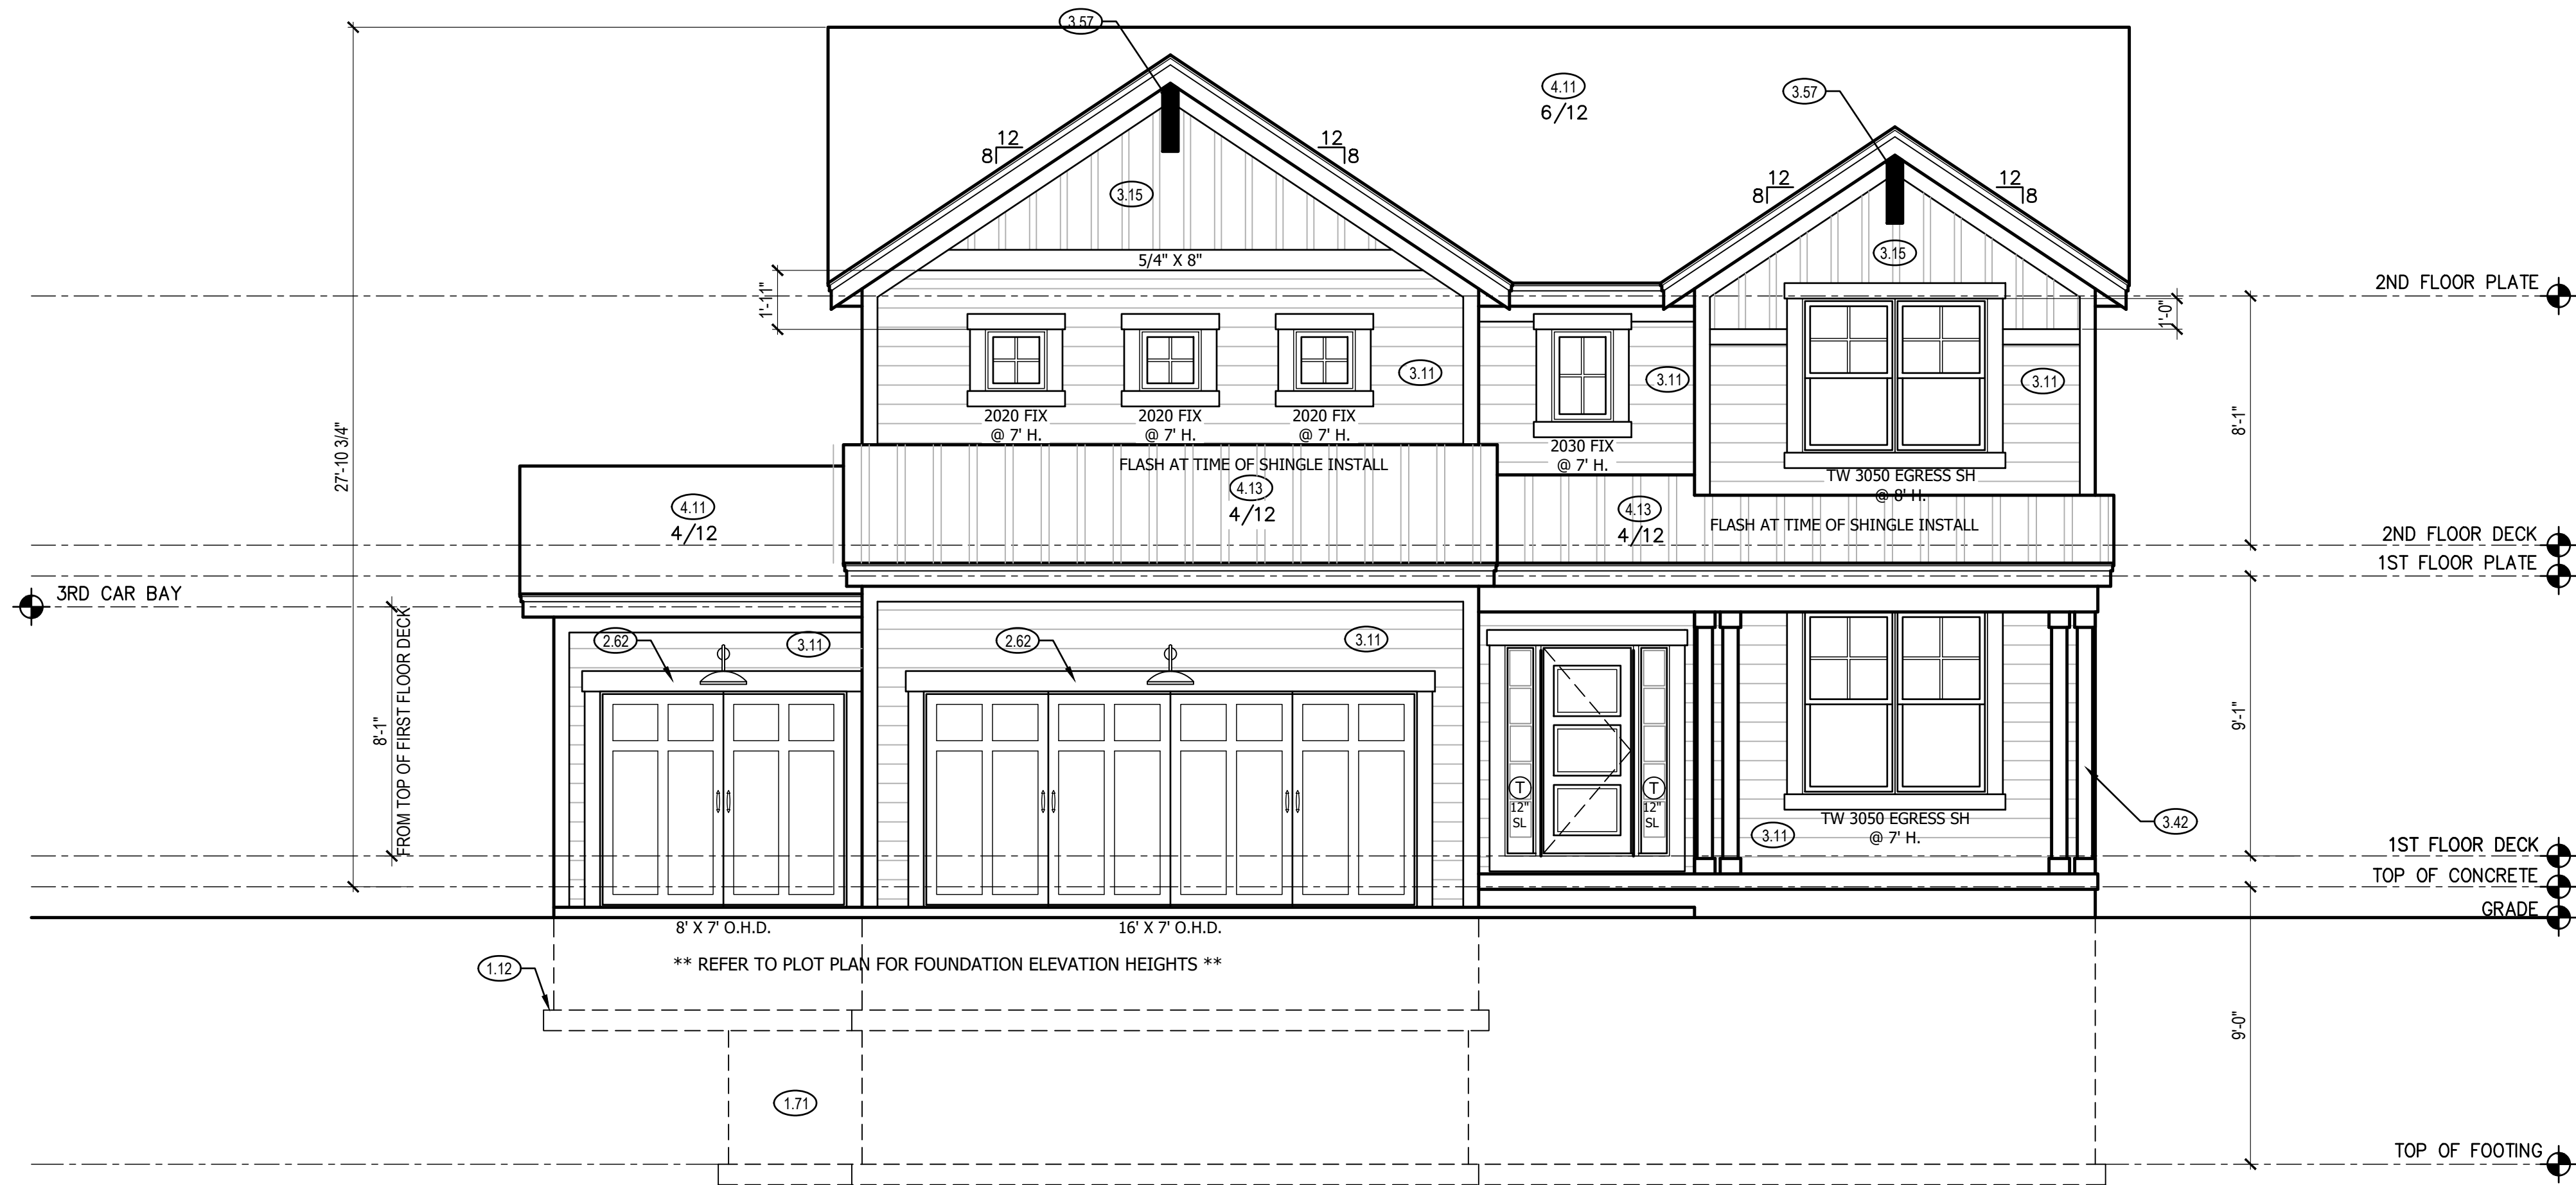 3.57
4.11
6/12
3.57
12
8
12
8
12
8
12
8
3.15
3.15
5/4" X 8"
2ND FLOOR PLATE
1'-11"
1'-0"
3.11
3.11
3.11
2020 FIX
@ 7' H.
2020 FIX
@ 7' H.
2020 FIX
@ 7' H.
2030 FIX
@ 7' H.
8'-1"
27'-10 3/4"
FLASH AT TIME OF SHINGLE INSTALL
TW 3050 EGRESS SH
@ 8' H.
4.11
4/12
4.13
4/12
4.13
4/12
FLASH AT TIME OF SHINGLE INSTALL
2ND FLOOR DECK
1ST FLOOR PLATE
3RD CAR BAY
2.62
3.11
2.62
3.11
8'-1"
FROM TOP OF FIRST FLOOR DECK
9'-1"
T
12"
SL
T
12"
SL
TW 3050 EGRESS SH
@ 7' H.
3.11
3.42
1ST FLOOR DECK
TOP OF CONCRETE
GRADE
8' X 7' O.H.D.
16' X 7' O.H.D.
** REFER TO PLOT PLAN FOR FOUNDATION ELEVATION HEIGHTS **
1.12
9'-0"
1.71
TOP OF FOOTING